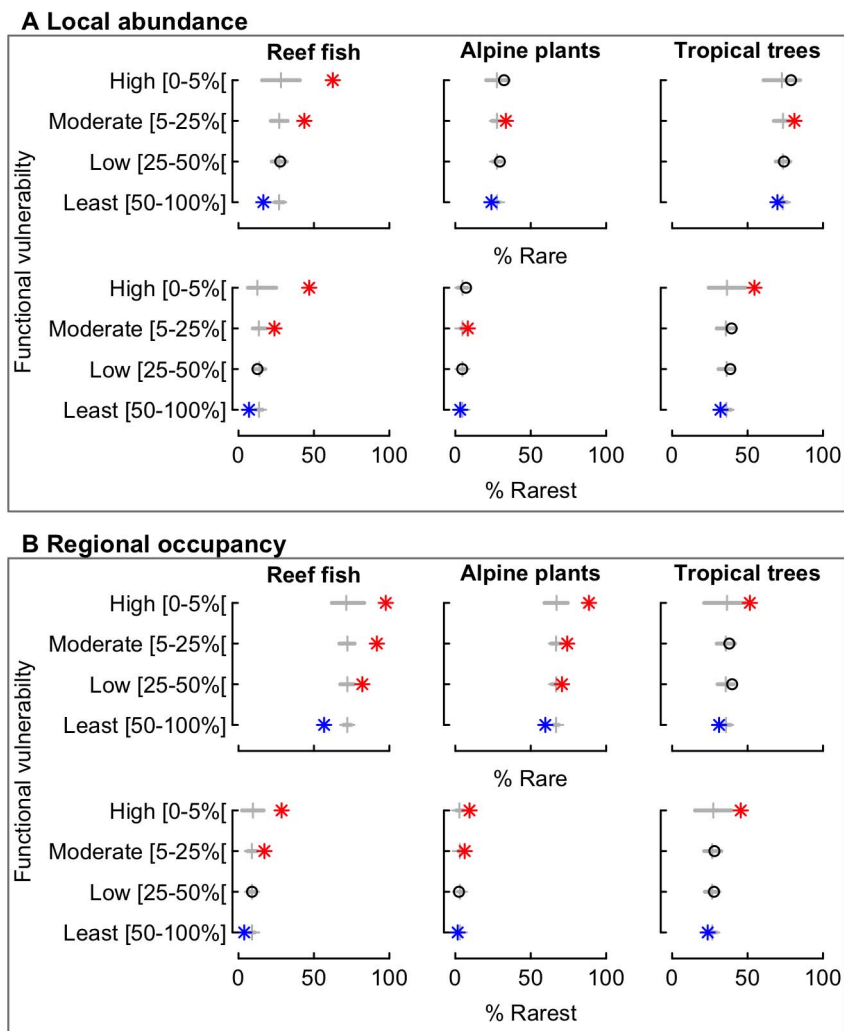 A Local abundance
Reef fish Alpine plants Tropical trees
High [0-5%[
Moderate [5-25%[
Low [25-50%[
Least [50-100%]
% Rare
High [0-5%[
Moderate [5-25%[
Low [25-50%[
Least [50-100%]
Functional vulnerabilty
0 50 100 0 50 100 0 50 100
% Rarest
B Regional occupancy
Reef fish Alpine plants Tropical trees
High [0-5%[
Moderate [5-25%[
Low [25-50%[
Least [50-100%]
% Rare
High [0-5%[
Moderate [5-25%[
Low [25-50%[
Least [50-100%]
Functional vulnerabilty
0 50 100 0 50 100 0 50 100
% Rarest